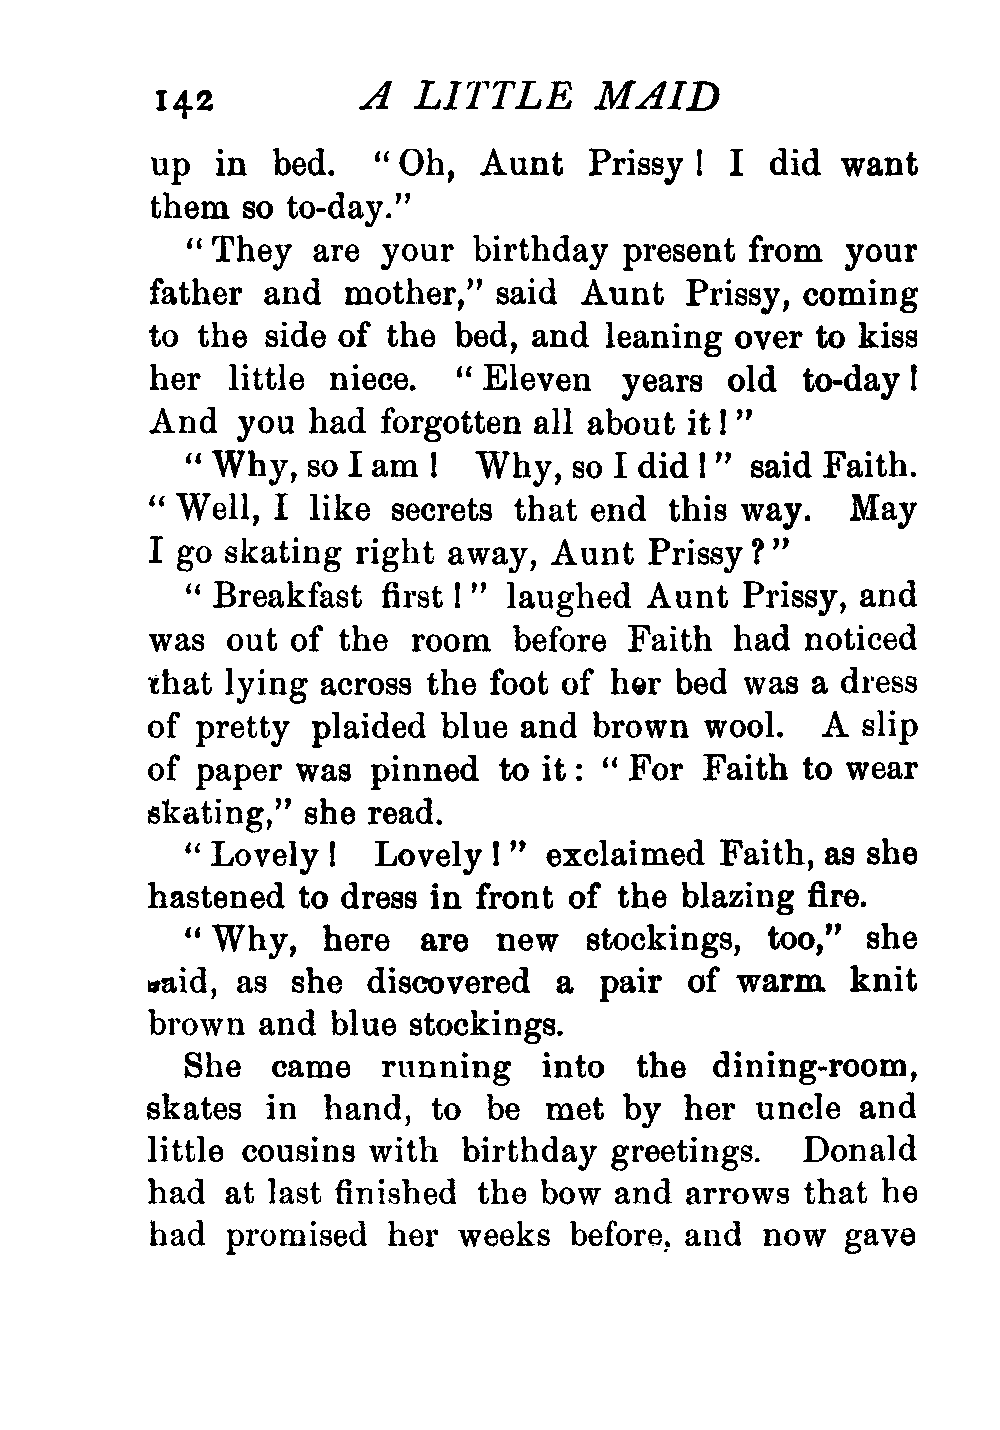 142 A LITTLE MAID
up in bed. “Oh, Aunt Prissy! I did want
them so to-day.”
“They are your birthday present from your
father and mother,” said Aunt Prissy, coming
to the side of the bed, and leaning over to kiss
her little niece. “Eleven years old to-day!
And you had forgotten all about it!”
“Why, so I am! Why, so I did!” said Faith.
“Well, I like secrets that end this way. May
I go skating right away, Aunt Prissy?”
“Breakfast first!” laughed Aunt Prissy, and
was out of the room before Faith had noticed
that lying across the foot of her bed was a dress
of pretty plaided blue and brown wool. A slip
of paper was pinned to it: “For Faith to wear
skating,” she read.
“Lovely! Lovely!” exclaimed Faith, as she
hastened to dress in front of the blazing fire.
“Why, here are new stockings, too,” she
said, as she discovered a pair of warm knit
brown and blue stockings.
She came running into the dining-room,
skates in hand, to be met by her uncle and
little cousins with birthday greetings. Donald
had at last finished the bow and arrows that he
had promised her weeks before, and now gave